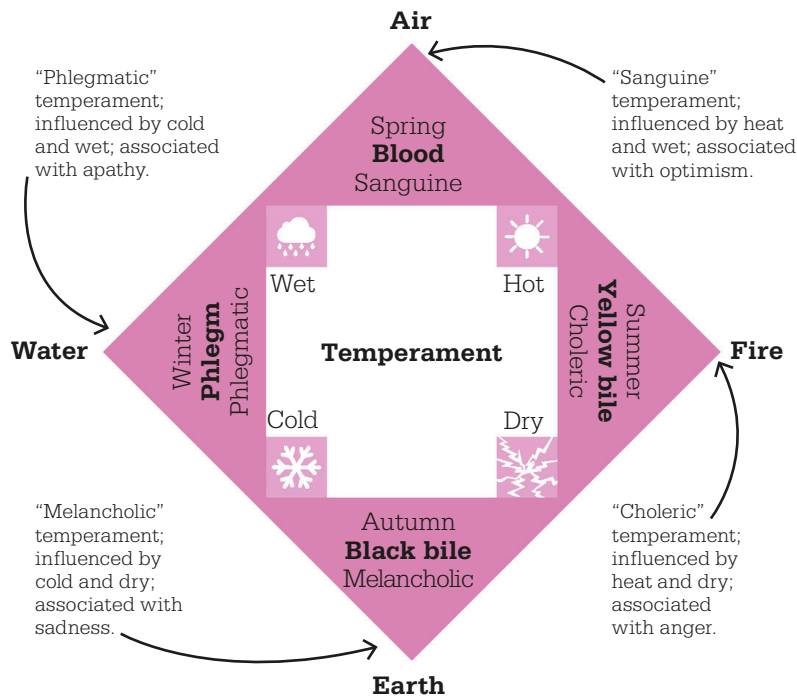 Air
“Phlegmatic”
temperament;
influenced by cold
and wet; associated
with apathy.
“Sanguine”
temperament;
influenced by heat
and wet; associated
with optimism.
Spring
Blood
Sanguine
Wet
Hot
Water
Winter
Phlegm
Phlegmatic
Temperament
Summer
Yellow bile
Choleric
Fire
Cold
Dry
“Melancholic”
temperament;
influenced by
cold and dry;
associated with
sadness.
Autumn
Black bile
Melancholic
“Choleric”
temperament;
influenced by
heat and dry;
associated
with anger.
Earth